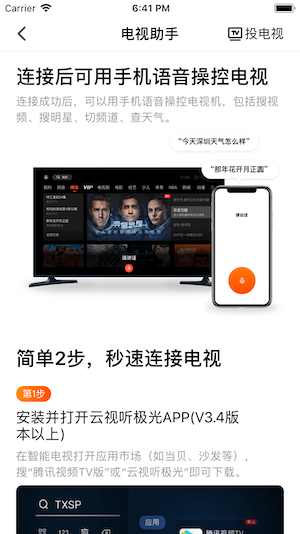 Carrier 6:41 PM
电视助手
TV 投电视
连接后可用手机语音操控电视
连接成功后，可以用手机语音操控电视机，包括搜视
频、搜明星、切频道、查天气。
“今天深圳天气怎么样”
“那年花开月正圆”
VIP
请讲话
请讲话
简单2步，秒速连接电视
第1步
安装并打开云视听极光APP(V3.4版
本以上)
在智能电视打开应用市场（如当贝、沙发等），
搜“腾讯视频TV版”或“云视听极光”即可下载。
TXSP
应用
123
腾讯视频TV